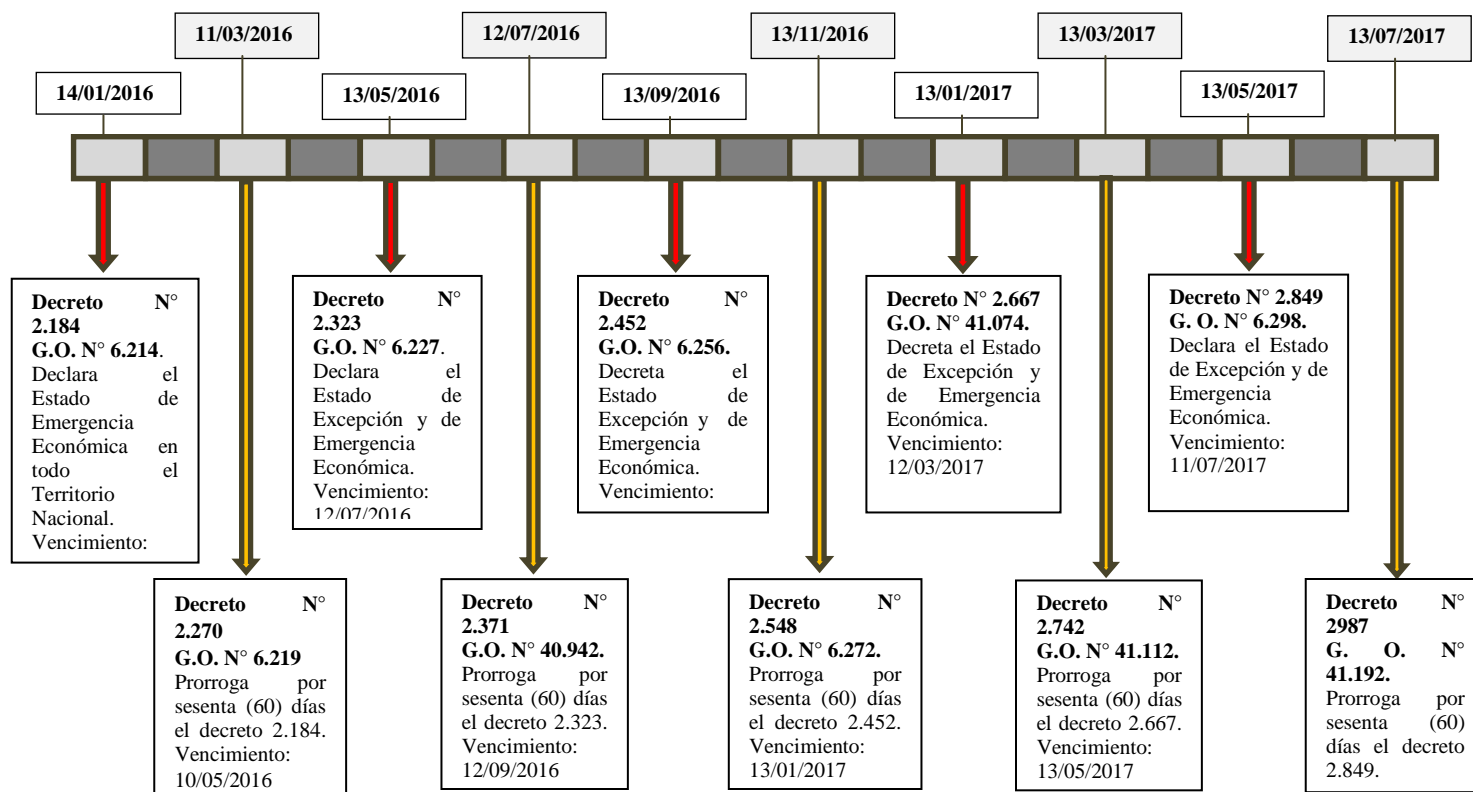 11/03/2016
12/07/2016
13/11/2016
13/03/2017
13/07/2017
14/01/2016
13/05/2016
13/09/2016
13/01/2017
13/05/2017
Decreto N°
2.184
G.O. N° 6.214.
Declara el
Estado de
Emergencia
Económica en
todo el
Territorio
Nacional.
Vencimiento:
Decreto N°
2.323
G.O. N° 6.227.
Declara el
Estado de
Excepción y de
Emergencia
Económica.
Vencimiento:
12/07/2016
Decreto N°
2.452
G.O. N° 6.256.
Decreta el
Estado de
Excepción y de
Emergencia
Económica.
Vencimiento:
Decreto N° 2.667
G.O. N° 41.074.
Decreta el Estado
de Excepción y
de Emergencia
Económica.
Vencimiento:
12/03/2017
Decreto N° 2.849
G. O. N° 6.298.
Declara el Estado
de Excepción y de
Emergencia
Económica.
Vencimiento:
11/07/2017
Decreto N°
2.270
G.O. N° 6.219
Prorroga por
sesenta (60) días
el decreto 2.184.
Vencimiento:
10/05/2016
Decreto N°
2.371
G.O. N° 40.942.
Prorroga por
sesenta (60) días
el decreto 2.323.
Vencimiento:
12/09/2016
Decreto N°
2.548
G.O. N° 6.272.
Prorroga por
sesenta (60) días
el decreto 2.452.
Vencimiento:
13/01/2017
Decreto N°
2.742
G.O. N° 41.112.
Prorroga por
sesenta (60) días
el decreto 2.667.
Vencimiento:
13/05/2017
Decreto N°
2987
G. O. N°
41.192.
Prorroga por
sesenta (60)
días el decreto
2.849.